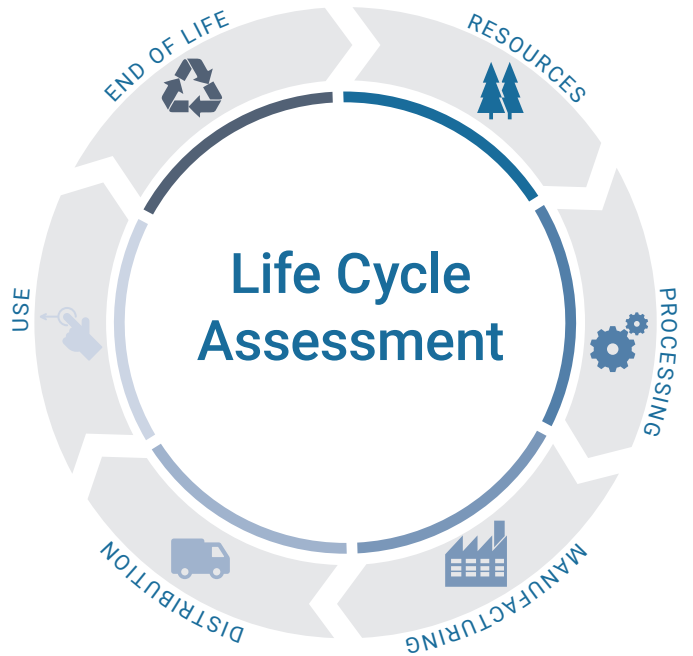 Life Cycle
Assessment
RESOURCES
PROCESSING
MANUFACTURING
DISTRIBUTION
USE
END OF LIFE